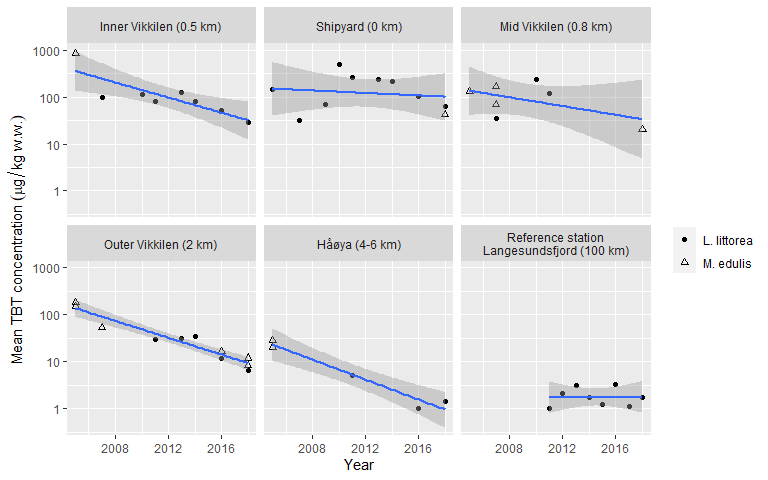 Inner Vikkilen (0.5 km)
Shipyard (0 km)
Mid Vikkilen (0.8 km)
1000
100
10
1
Outer Vikkilen (2 km)
Håøya (4-6 km)
Reference station
Langesundsfjord (100 km)
1000
100
10
1
2008
2012
2016
2008
2012
2016
2008
2012
2016
Year
Mean TBT concentration (μg/kg w.w.)
L. littorea
M. edulis